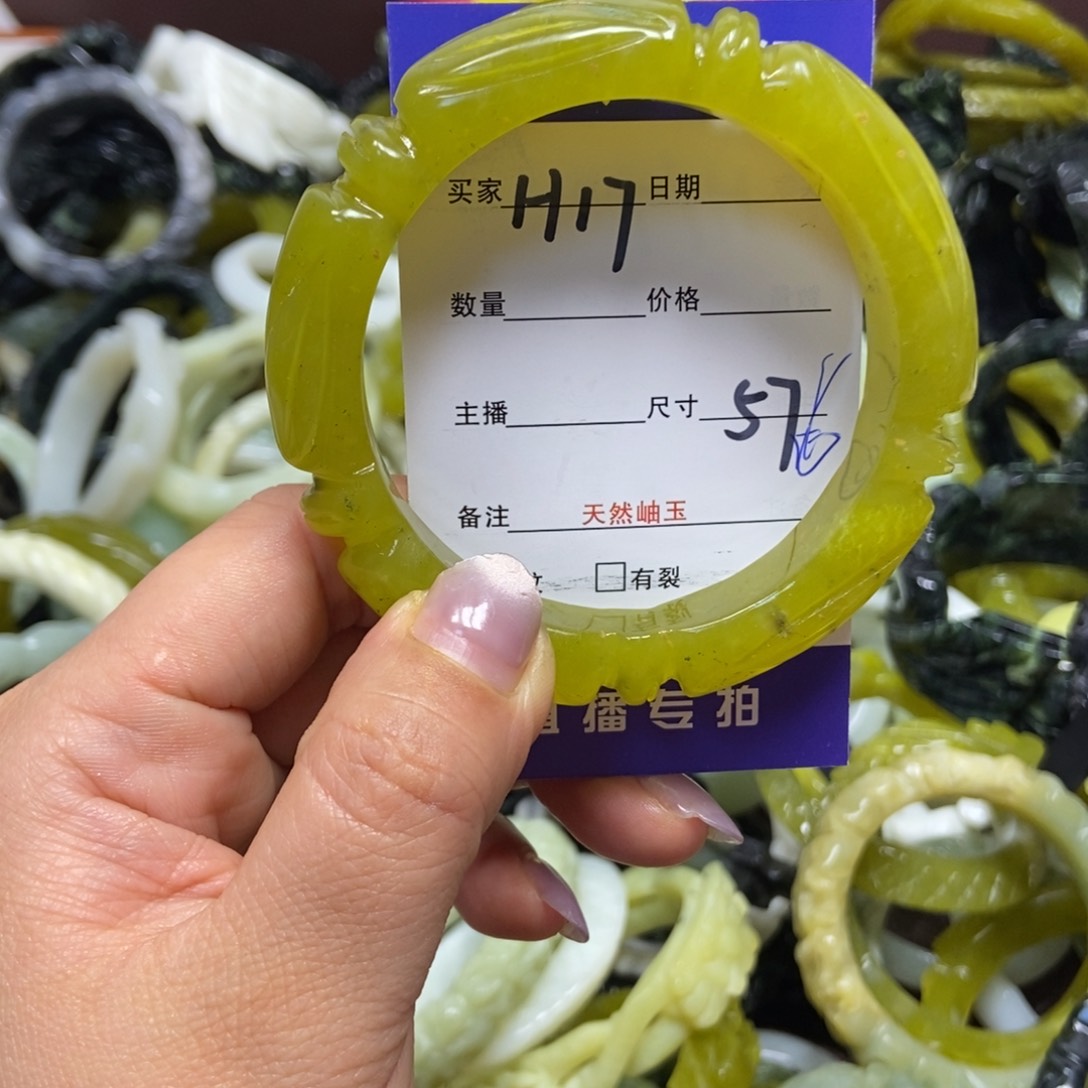 买家 H17 日期
数量 价格
主播 尺寸 57
备注 天然岫玉
□有裂
播专拍